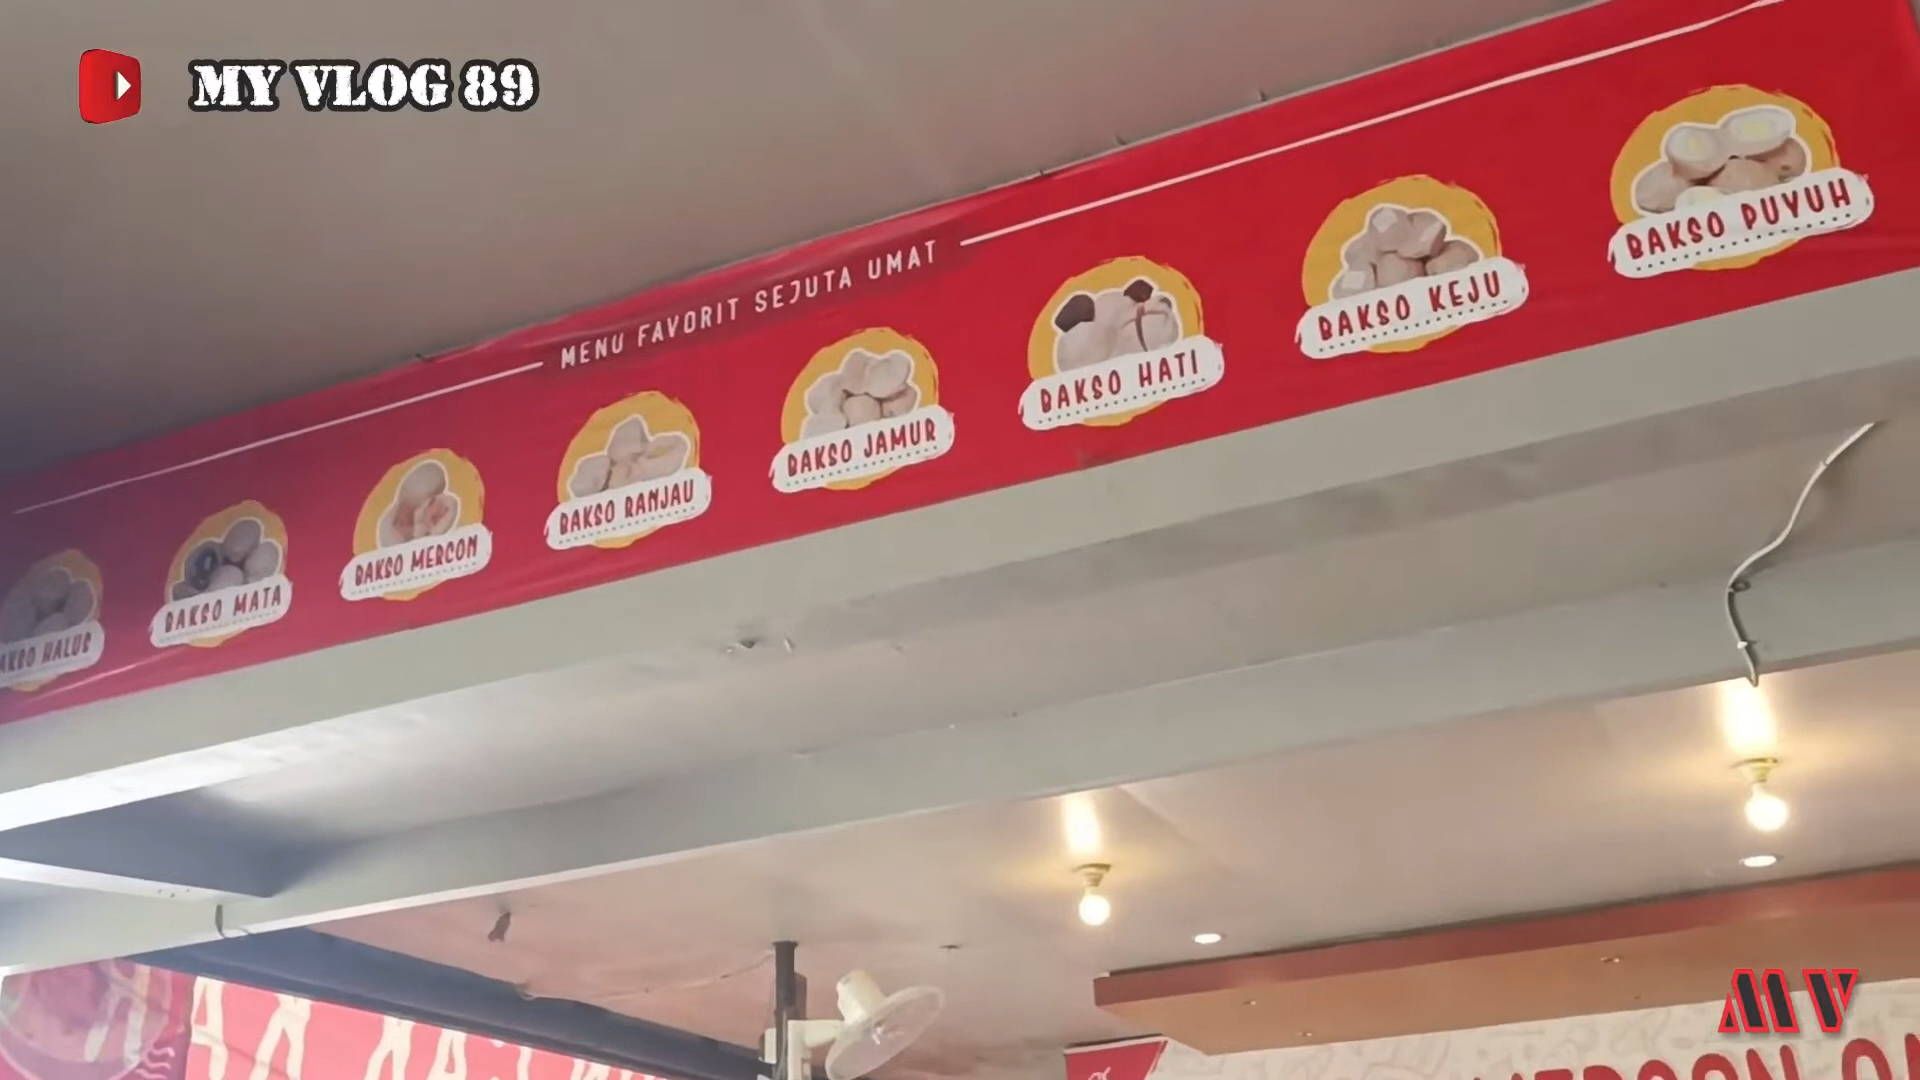 MY VLOG 89
MENU FAVORIT SEJUTA UMAT
BAKSO HALUS
BAKSO MATA
BAKSO MERCON
BAKSO RANJAU
BAKSO JAMUR
BAKSO HATI
BAKSO KEJU
BAKSO PUYUH
MV